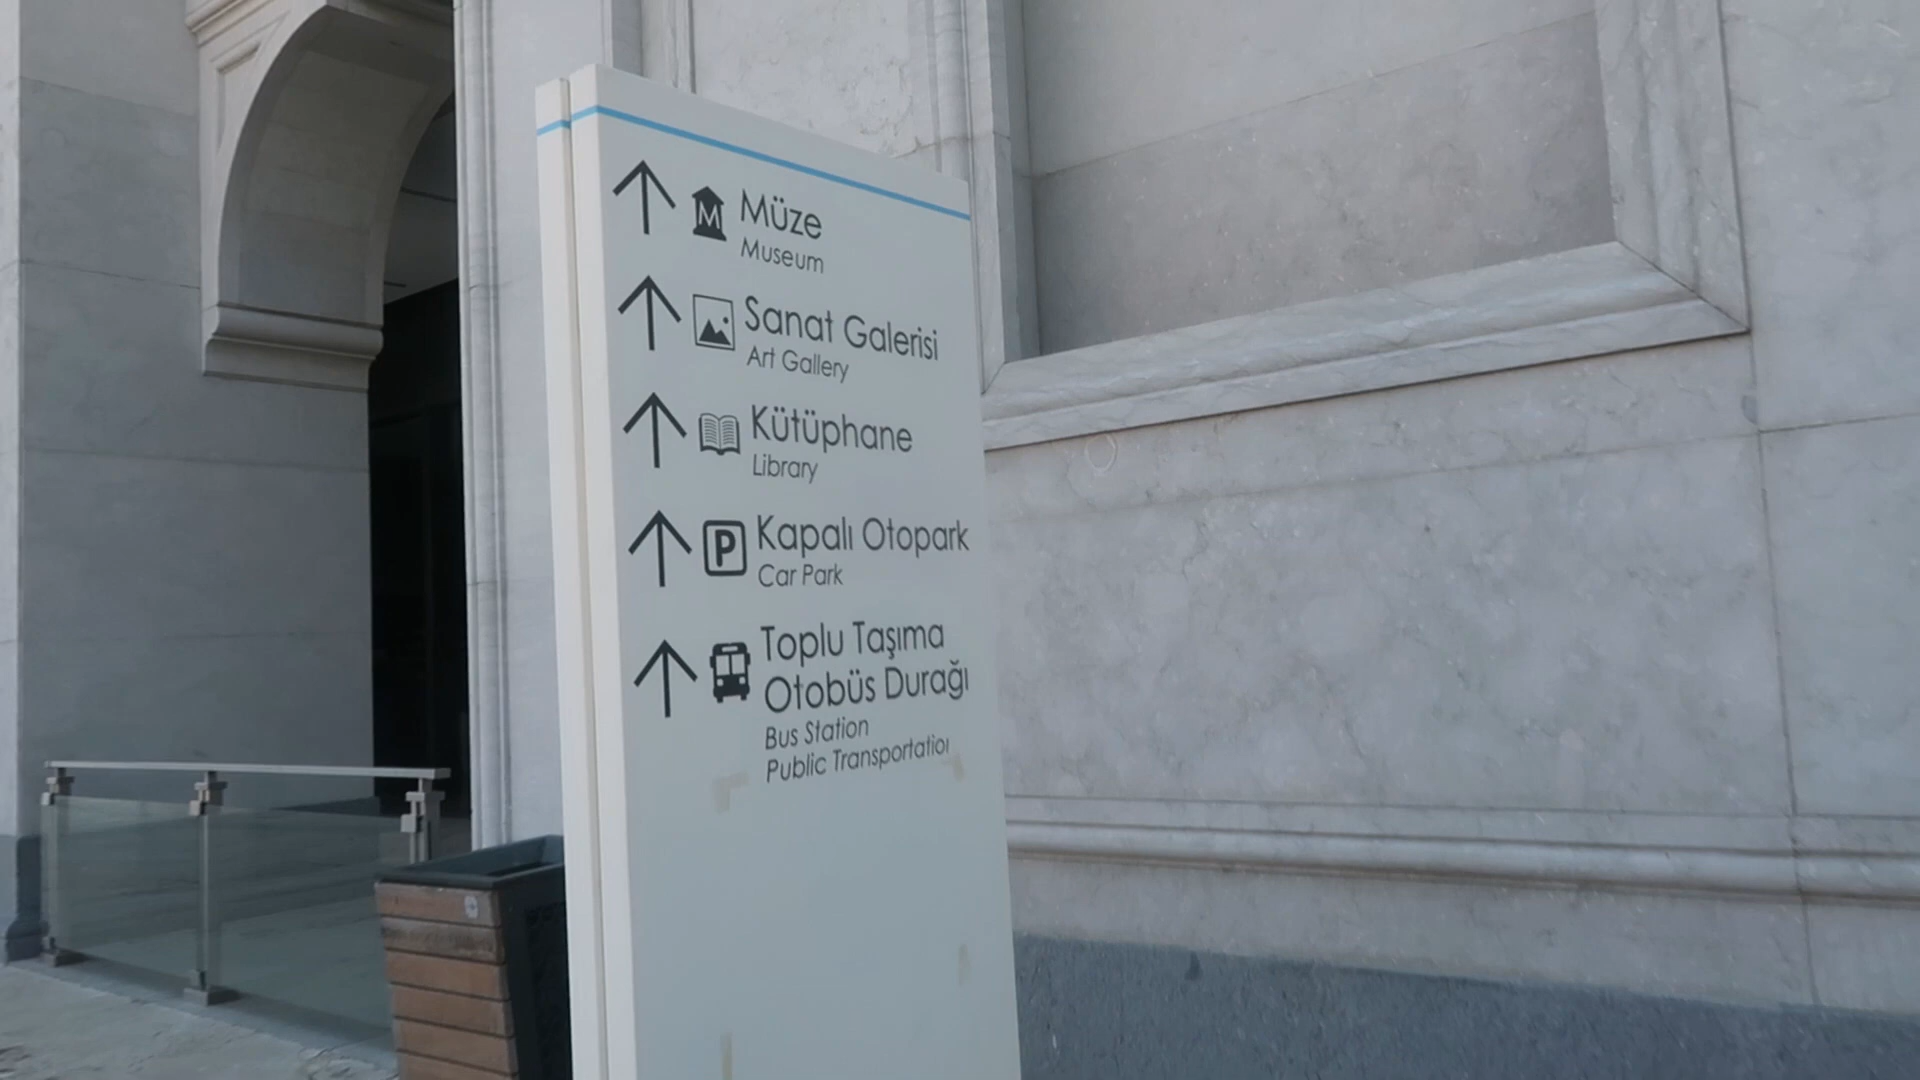 M Müze
Museum
Sanat Galerisi
Art Gallery
Kütüphane
Library
P Kapalı Otopark
Car Park
Toplu Taşıma
Otobüs Durağı
Bus Station
Public Transportation